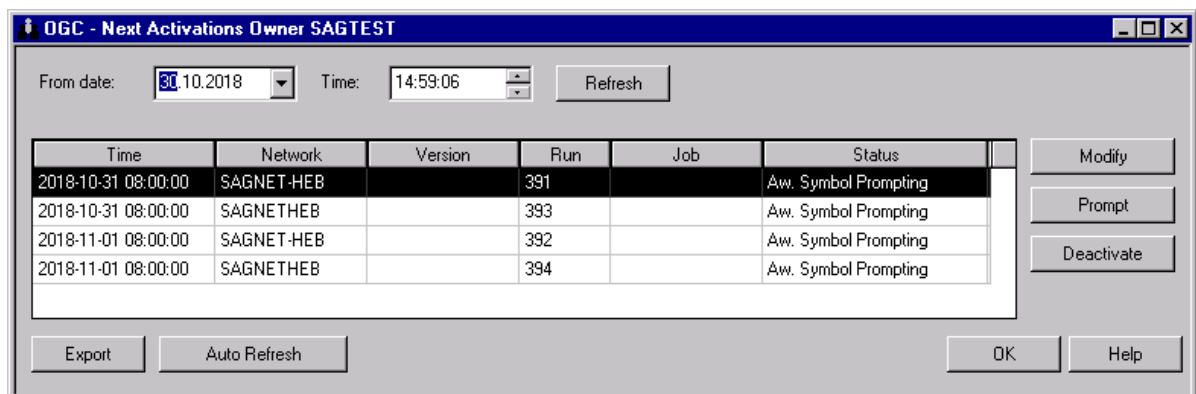 OGC - Next Activations Owner SAGTEST
From date: 30.10.2018 Time: 14:59:06 Refresh
Time Network Version Run Job Status
2018-10-31 08:00:00 SAGNET-HEB 391 Aw. Symbol Prompting
2018-10-31 08:00:00 SAGNETHEB 393 Aw. Symbol Prompting
2018-11-01 08:00:00 SAGNET-HEB 392 Aw. Symbol Prompting
2018-11-01 08:00:00 SAGNETHEB 394 Aw. Symbol Prompting
Modify
Prompt
Deactivate
Export Auto Refresh OK Help